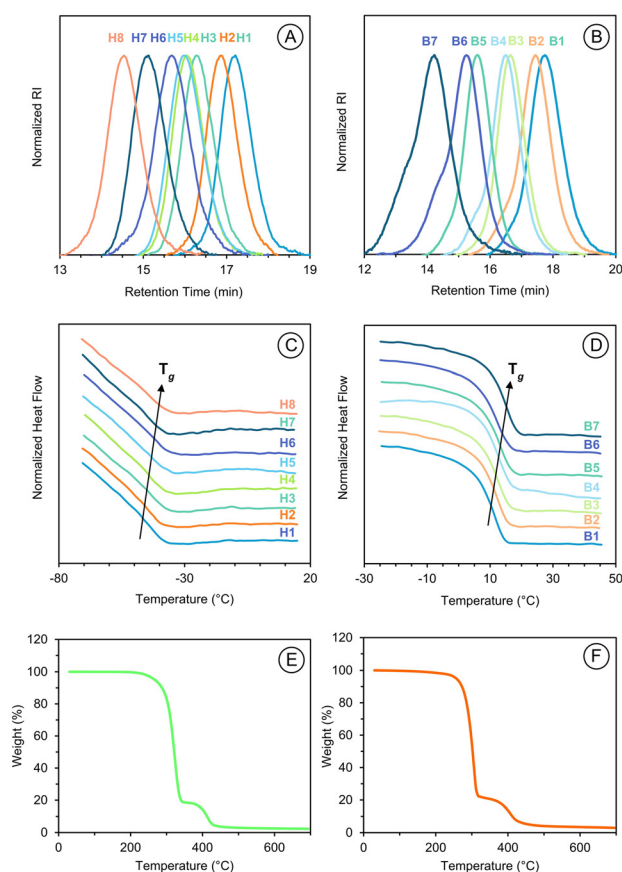 H8 H7 H6 H5 H4 H3 H2 H1
A
Normalized RI
13 15 17 19
Retention Time (min)
B7 B6 B5 B4 B3 B2 B1
B
Normalized RI
12 14 16 18 20
Retention Time (min)
C
Tg
H8
H7
H6
H5
H4
H3
H2
H1
Normalized Heat Flow
-80 -30 20
Temperature (°C)
D
Tg
B7
B6
B5
B4
B3
B2
B1
Normalized Heat Flow
-25 -10 10 30 50
Temperature (°C)
E
120
100
80
60
40
20
0
Weight (%)
0 200 400 600
Temperature (°C)
F
120
100
80
60
40
20
0
Weight (%)
0 200 400 600
Temperature (°C)